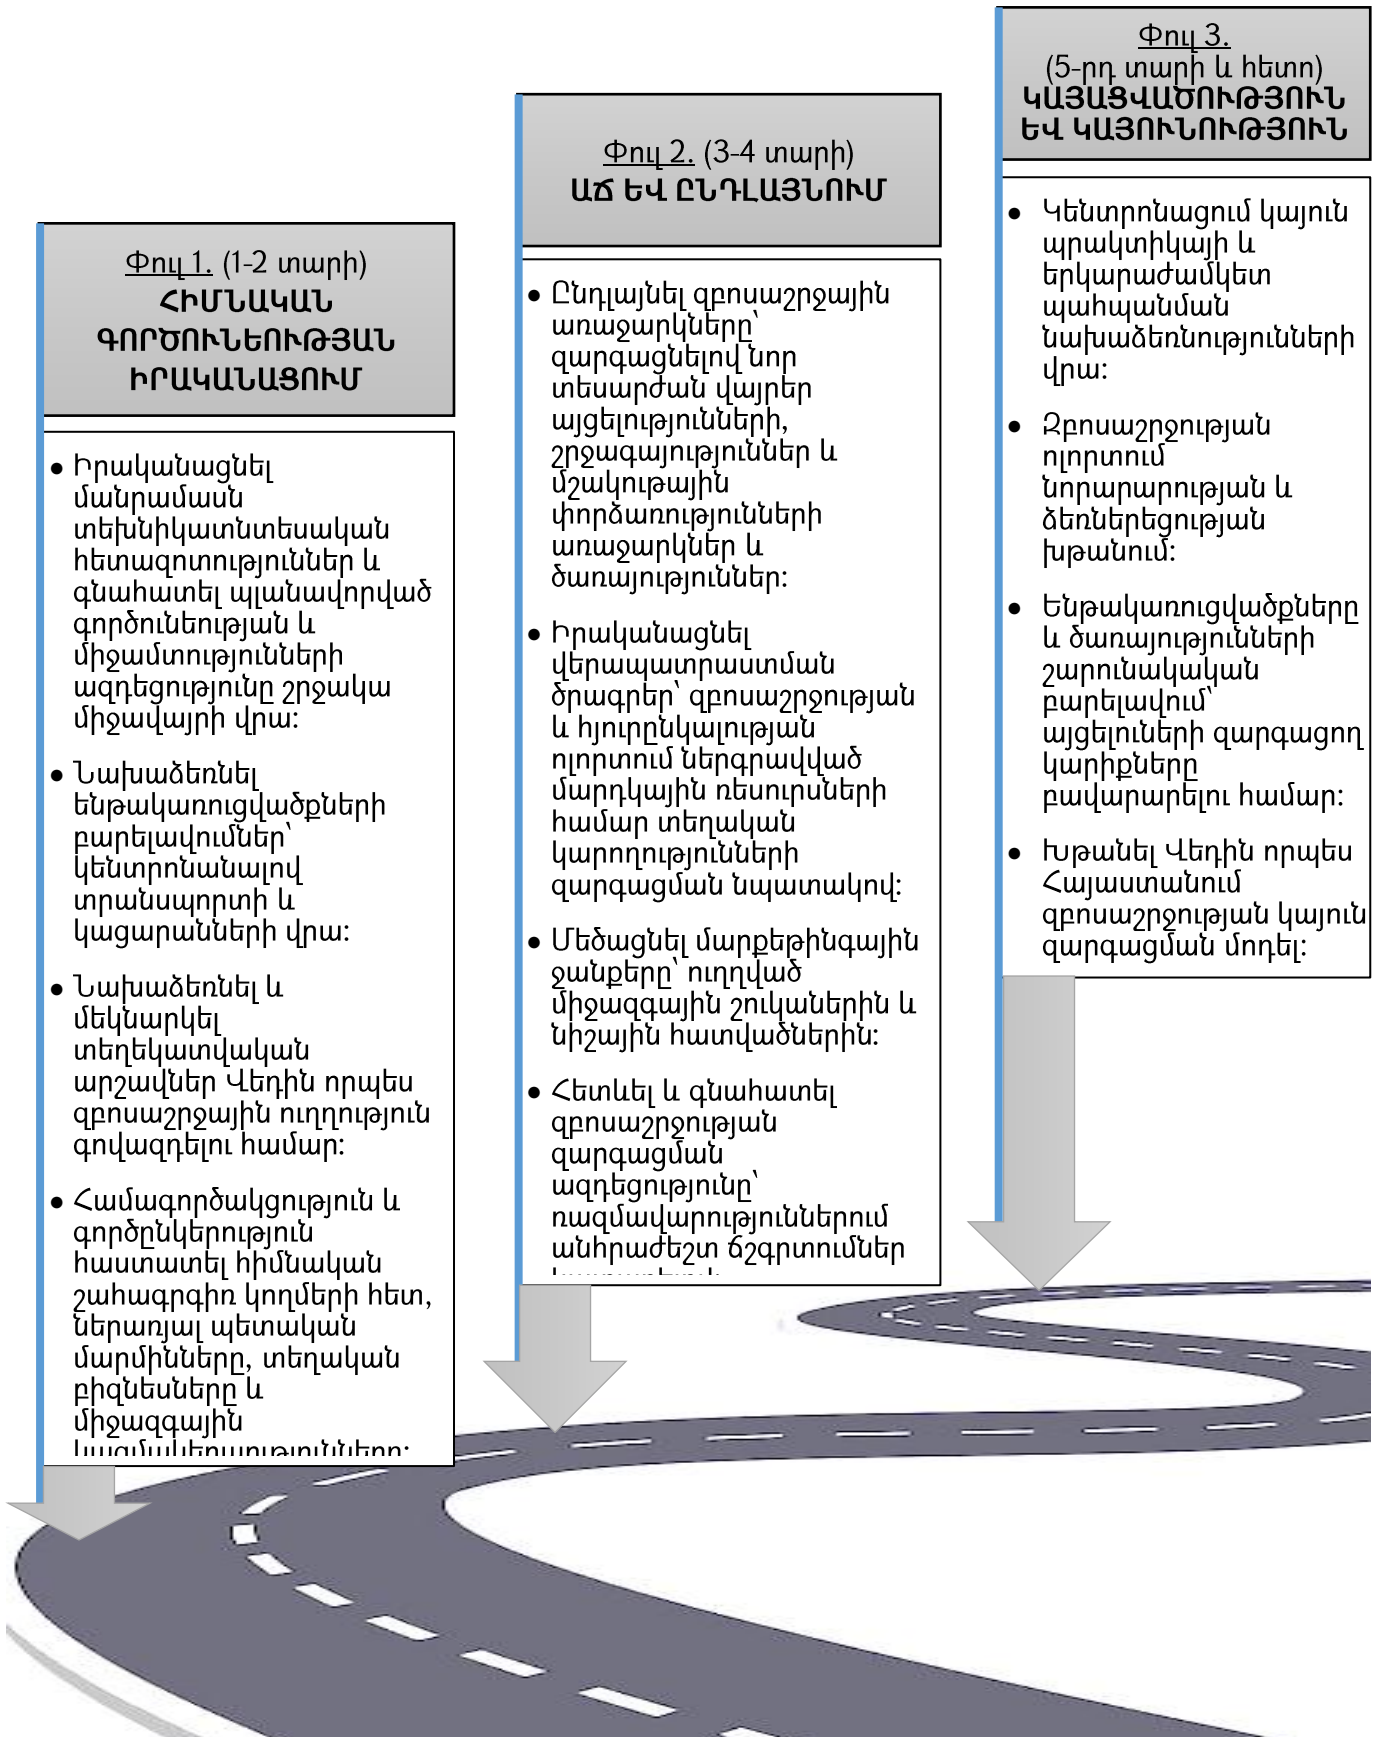 Փուլ 1. (1-2 տարի)
ՀԻՄՆԱԿԱՆ
ԳՈՐԾՈՒՆԵՈՒԹՅԱՆ
ԻՐԱԿԱՆԱՑՈՒՄ
● Իրականացնել
մանրամասն
տեխնիկատնտեսական
հետազոտություններ և
գնահատել պլանավորված
գործունեության և
միջամտությունների
ազդեցությունը շրջակա
միջավայրի վրա:
● Նախաձեռնել
ենթակառուցվածքների
բարելավումներ՝
կենտրոնանալով
տրանսպորտի և
կացարանների վրա:
● Նախաձեռնել և
մեկնարկել
տեղեկատվական
արշավներ Վեդին որպես
զբոսաշրջային ուղղություն
գովազդելու համար:
● Համագործակցություն և
գործընկերություն
հաստատել հիմնական
շահագրգիռ կողմերի հետ,
ներառյալ պետական
մարմինները, տեղական
բիզնեսները և
միջազգային
կազմակերպությունները:
Փուլ 2. (3-4 տարի)
ԱՃ ԵՎ ԸՆԴԼԱՅՆՈՒՄ
● Ընդլայնել զբոսաշրջային
առաջարկները՝
զարգացնելով նոր
տեսարժան վայրեր
այցելությունների,
շրջագայություններ և
մշակութային
փորձառությունների
առաջարկներ և
ծառայություններ:
● Իրականացնել
վերապատրաստման
ծրագրեր՝ զբոսաշրջության
և հյուրընկալության
ոլորտում ներգրավված
մարդկային ռեսուրսների
համար տեղական
կարողությունների
զարգացման նպատակով:
● Մեծացնել մարքեթինգային
ջանքերը՝ ուղղված
միջազգային շուկաներին և
նիշային հատվածներին:
● Հետևել և գնահատել
զբոսաշրջության
զարգացման
ազդեցությունը՝
ռազմավարություններում
անհրաժեշտ ճշգրտումներ
Փուլ 3.
(5-րդ տարի և հետո)
ԿԱՅԱՑՎԱԾՈՒԹՅՈՒՆ
ԵՎ ԿԱՅՈՒՆՈՒԹՅՈՒՆ
● Կենտրոնացում կայուն
պրակտիկայի և
երկարաժամկետ
պահպանման
նախաձեռնությունների
վրա:
● Զբոսաշրջության
ոլորտում
նորարարության և
ձեռներեցության
խթանում:
● Ենթակառուցվածքները
և ծառայությունների
շարունակական
բարելավում՝
այցելուների զարգացող
կարիքները
բավարարելու համար:
● Խթանել Վեդին որպես
Հայաստանում
զբոսաշրջության կայուն
զարգացման մոդել: